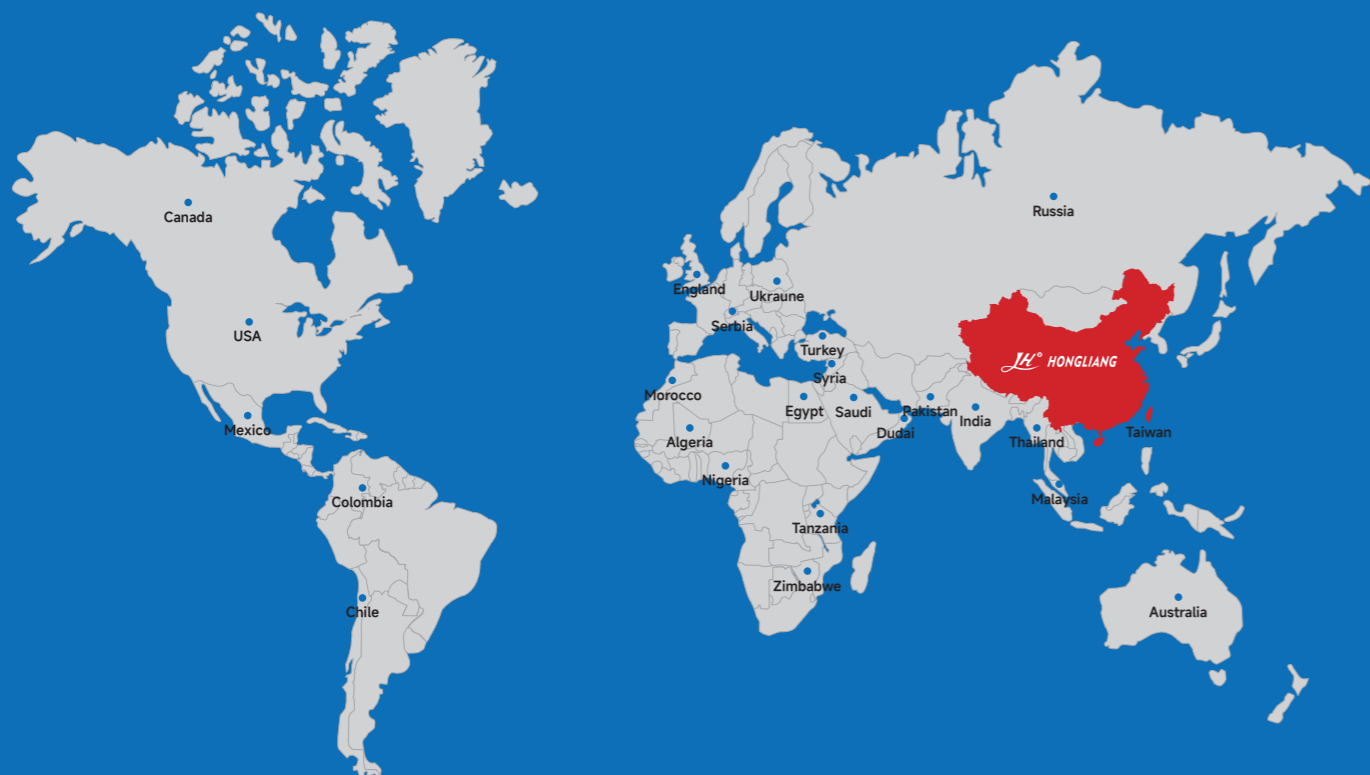 Canada
Russia
England
Ukraune
Serbia
USA
Turkey
JH HONGLIANG
Syria
Morocco
Egypt
Saudi
Pakistan
India
Mexico
Dudai
Taiwan
Algeria
Thailand
Nigeria
Colombia
Malaysia
Tanzania
Zimbabwe
Chile
Australia